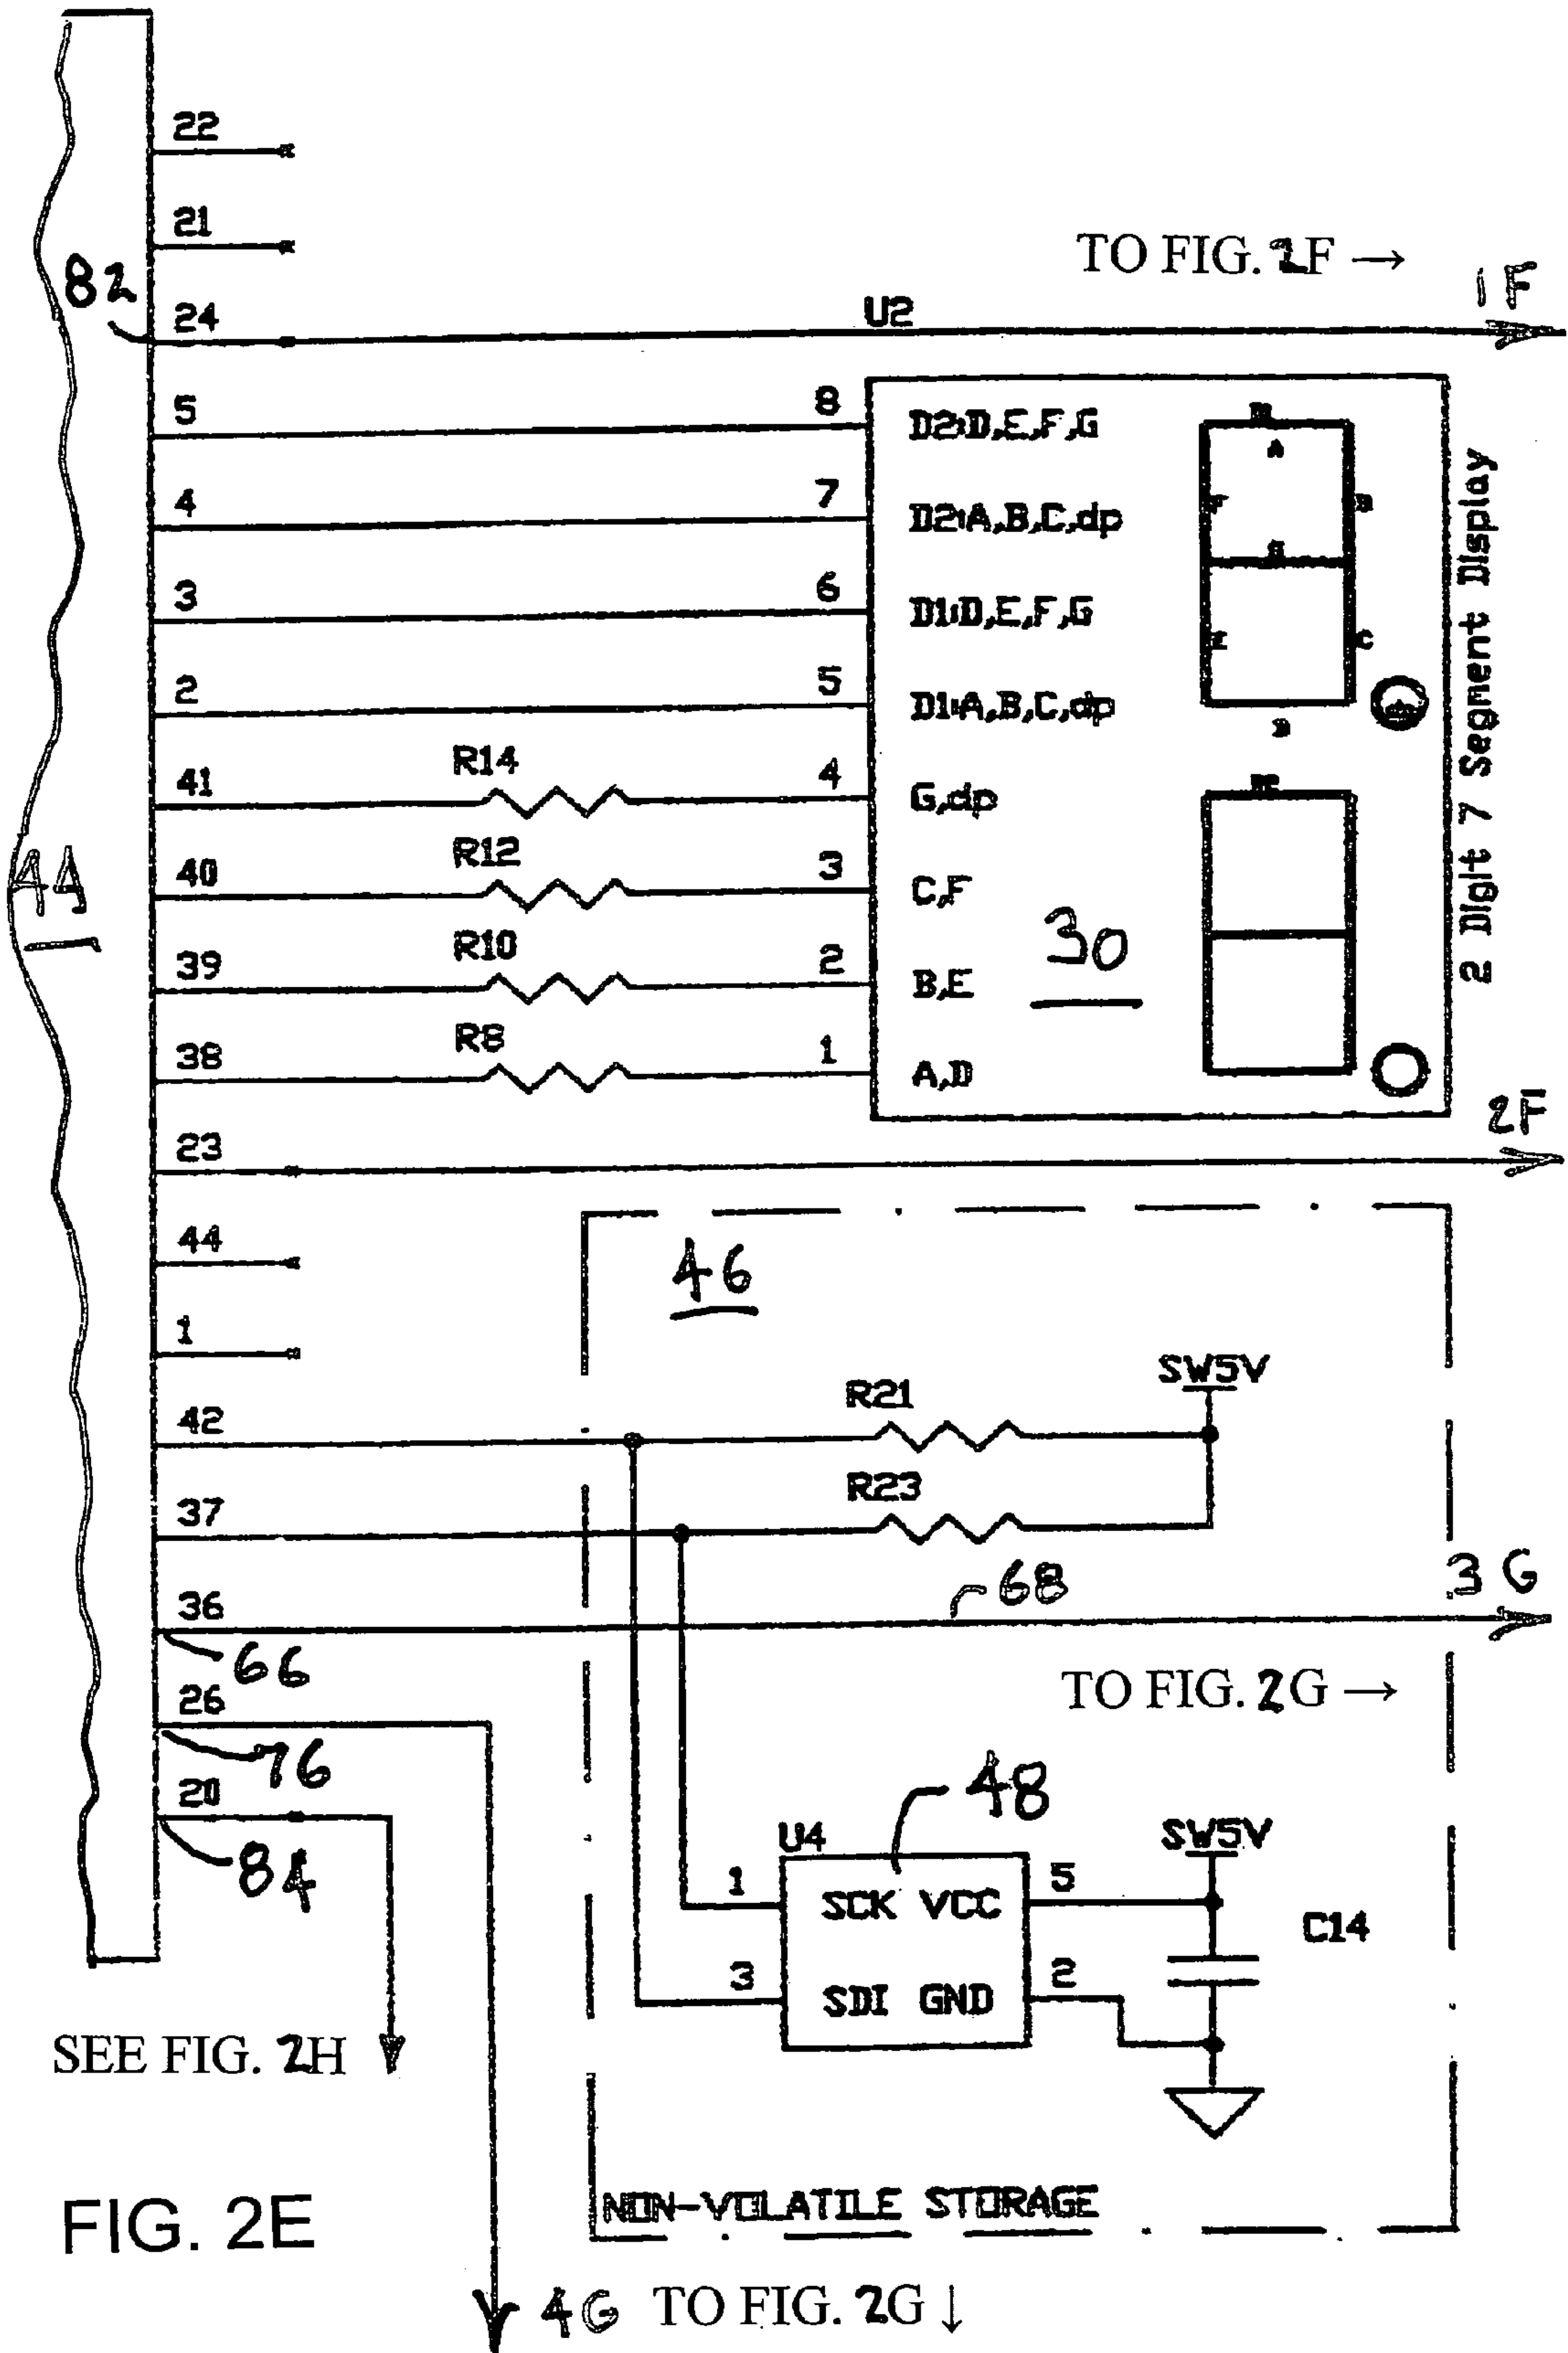 22
21
TO FIG. 2F →
1F
82
24
U2
5
8
D2:D,E,F,G
4
7
D2:A,B,C,dp
3
6
D1:D,E,F,G
2
5
D1:A,B,C,dp
41
R14
4
G,dp
40
R12
3
C,F
39
R10
2
B,E
38
R8
1
A,D
A
B
G
E
C
D
2 Digit 7 Segment Display
30
44
23
2F
44
46
1
SW5V
42
R21
37
R23
36
68
3G
66
TO FIG. 2G →
26
76
20
84
48
U4
SW5V
1
SCK VCC
5
C14
3
SDI GND
2
SEE FIG. 2H
NON-VOLATILE STORAGE
FIG. 2E
4G TO FIG. 2G ↓